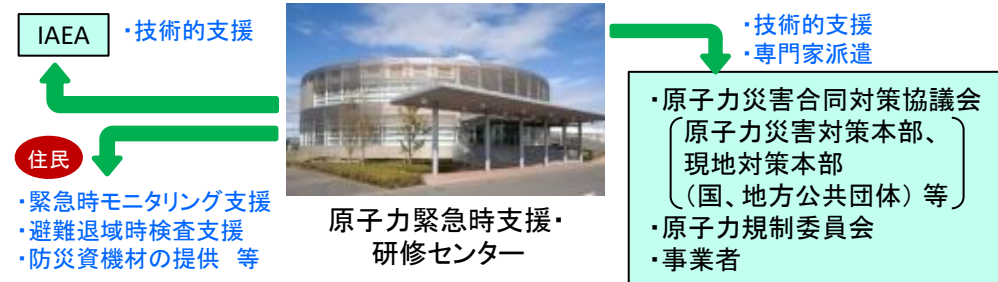 IAEA
・技術的支援
住民
・緊急時モニタリング支援
・避難退域時検査支援
・防災資機材の提供 等
原子力緊急時支援・
研修センター
・技術的支援
・専門家派遣
・原子力災害合同対策協議会
原子力災害対策本部、
現地対策本部
(国、地方公共団体) 等
・原子力規制委員会
・事業者